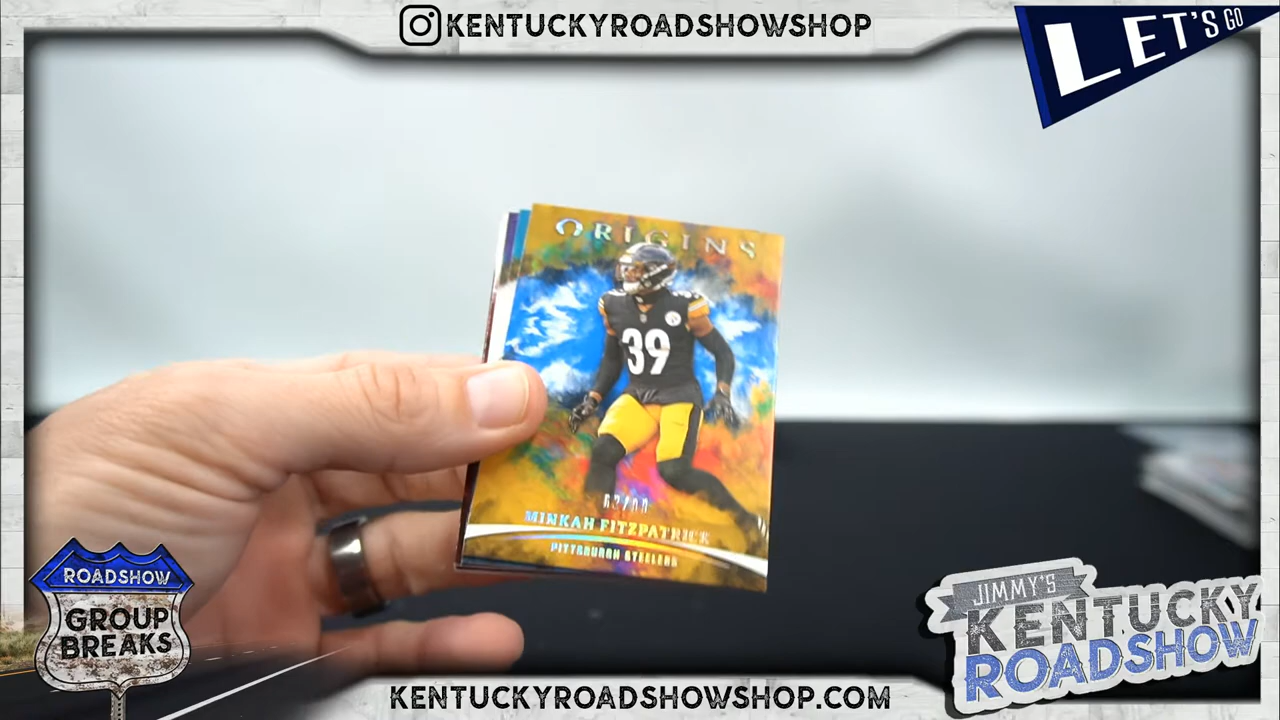 KENTUCKYROADSHOWSHOP
LET'S GO
ORIGINS
39
MINKAH FITZPATRICK
PITTSBURGH STEELERS
ROADSHOW
GROUP
BREAKS
JIMMY'S
KENTUCKY
ROADSHOW
KENTUCKYROADSHOWSHOP.COM